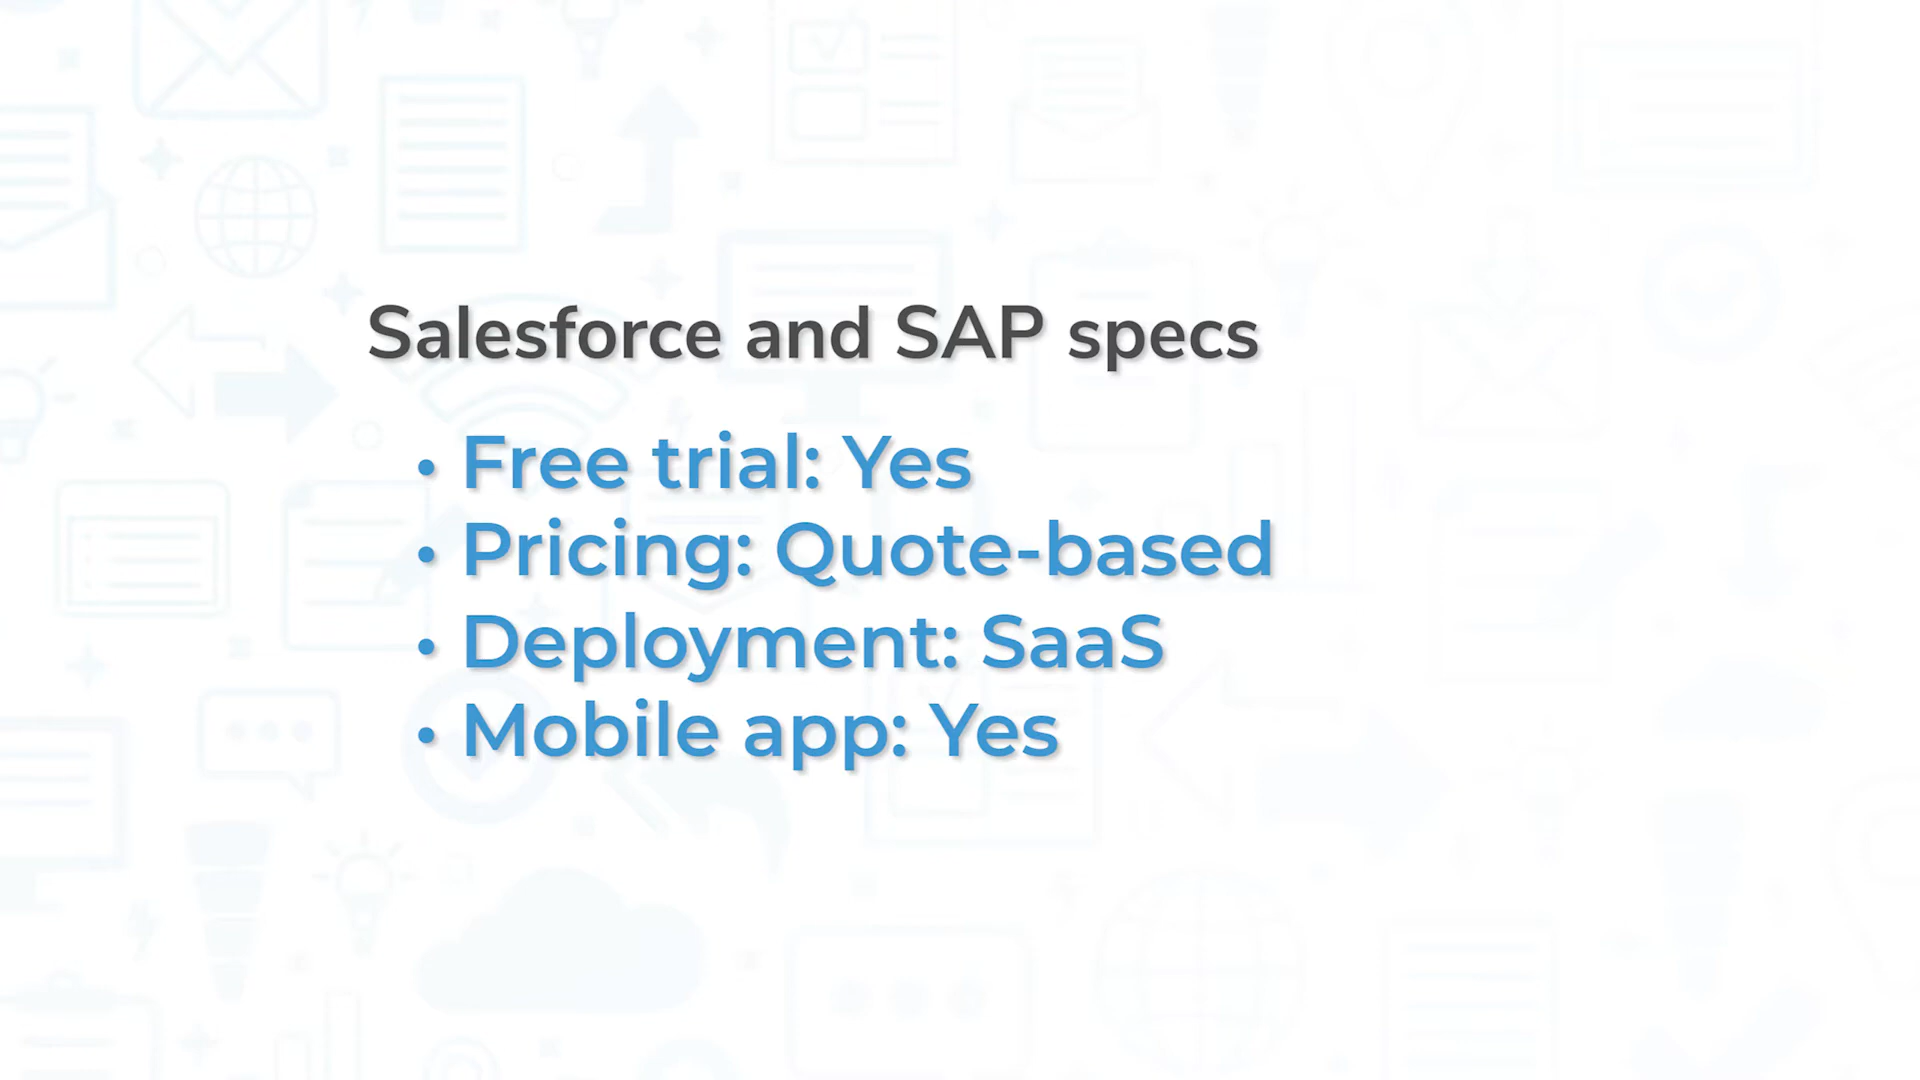 Salesforce and SAP specs
• Free trial: Yes
• Pricing: Quote-based
• Deployment: SaaS
• Mobile app: Yes